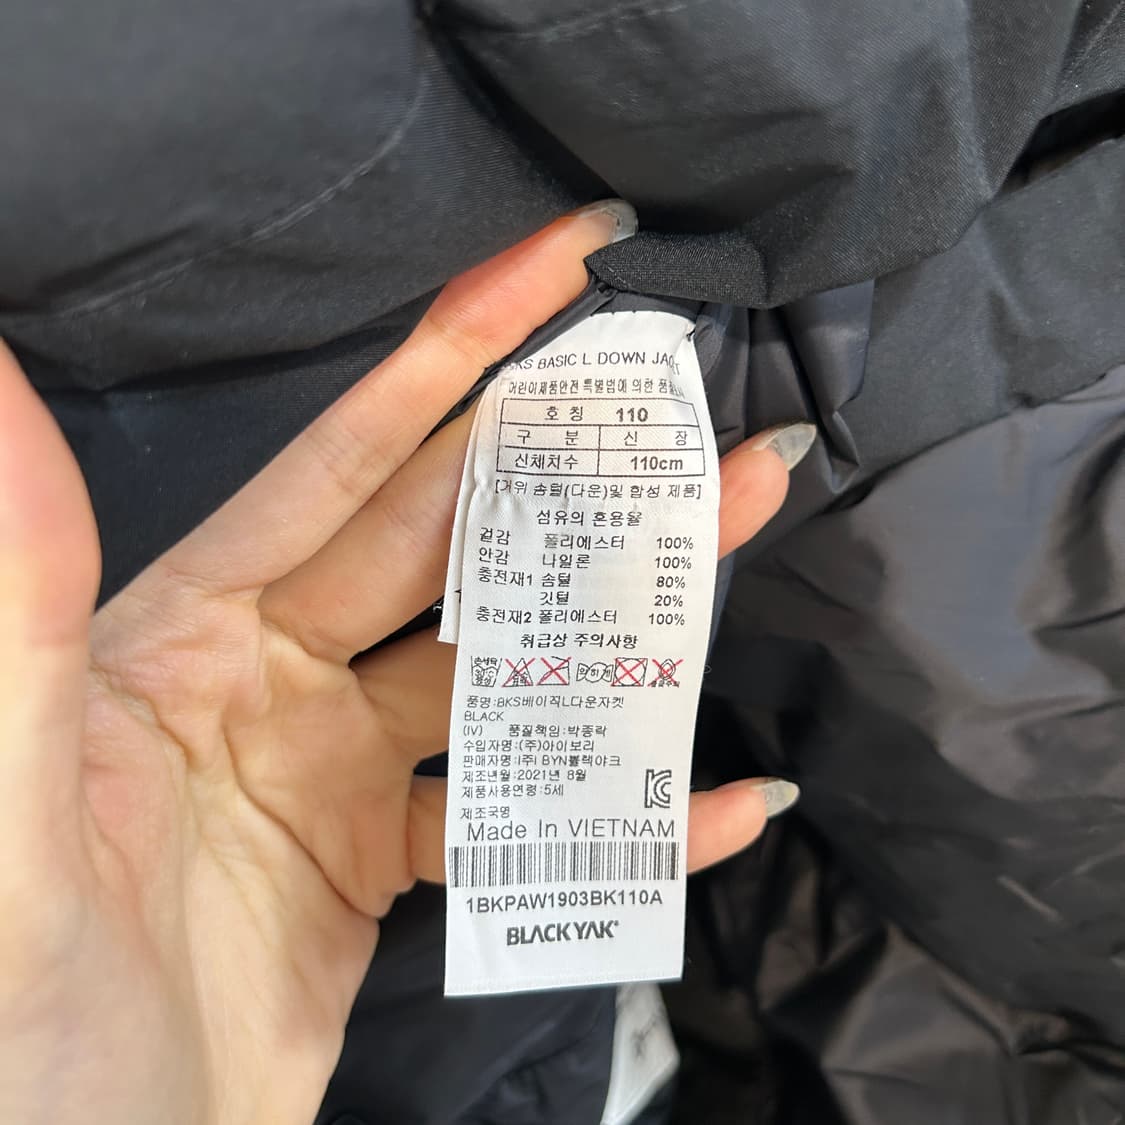 BKS BASIC L DOWN JACKET
어린이제품안전 특별법에 의한 품질표시
호 칭 110
구 분 신 장
신체치수 110cm
[거위 솜털(다운)및 합성 제품]
섬유의 혼용율
겉감 폴리에스터 100%
안감 나일론 100%
충전재1 솜털 80%
깃털 20%
충전재2 폴리에스터 100%
취급상 주의사항
품명:BKS베이직L다운자켓
BLACK
(IV) 품질책임:박종락
수입자명:(주)아이보리
판매자명:(주) BYN블랙야크
제조년월:2021년 8월
제품사용연령:5세
제조국명
Made In VIETNAM
1BKPAW1903BK110A
BLACKYAK